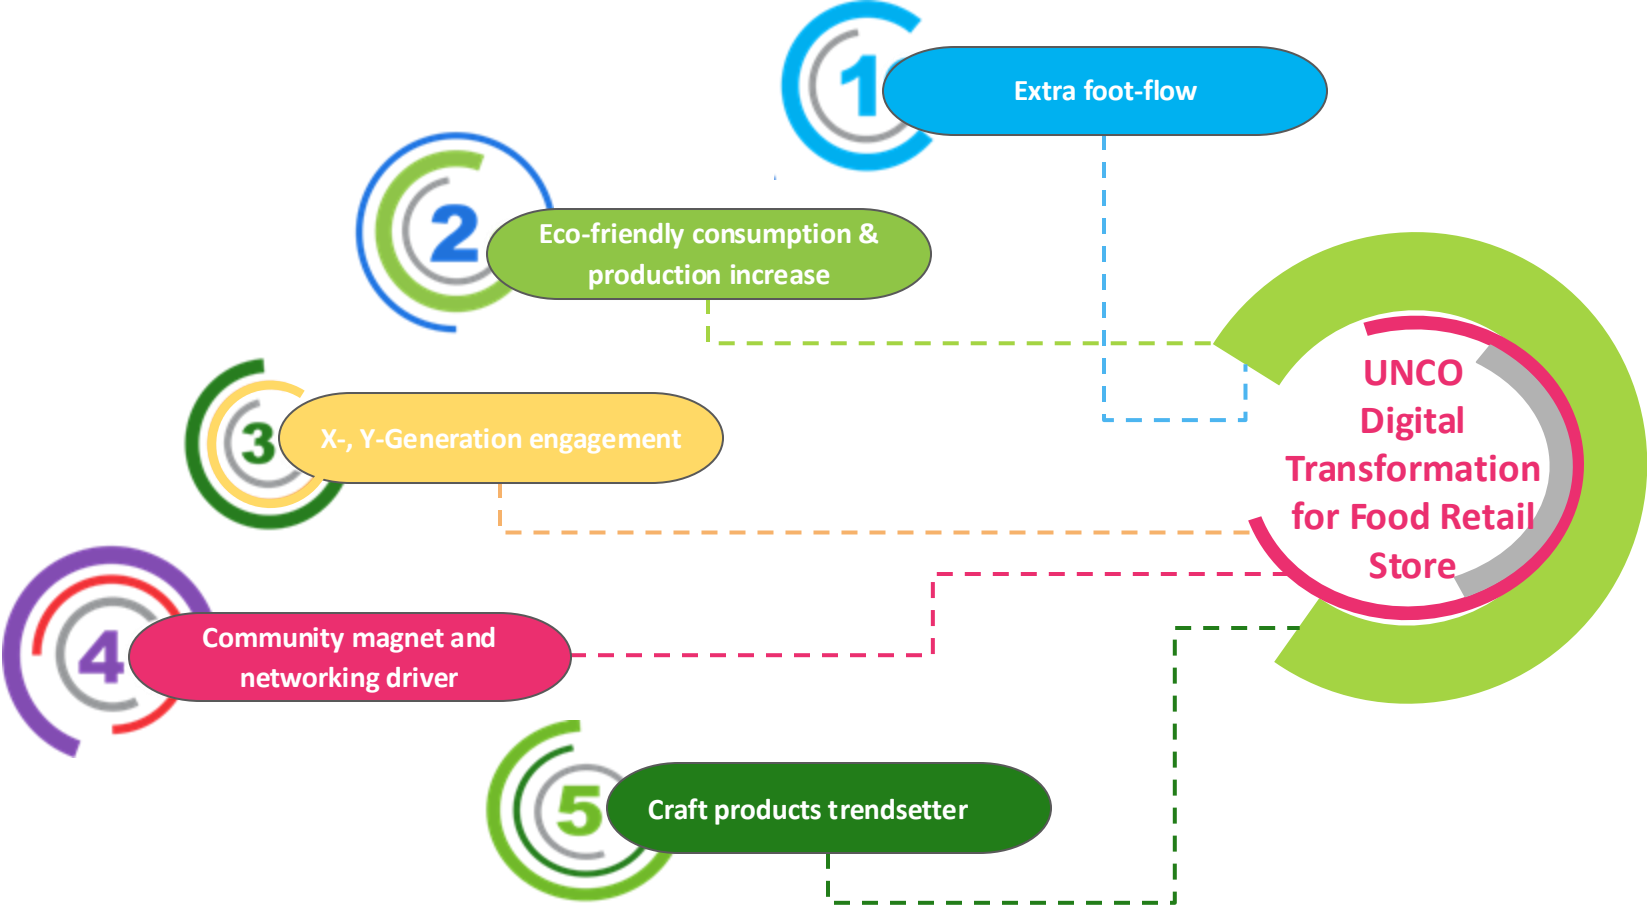 1
Extra foot-flow
2
Eco-friendly consumption &
production increase
3
X-, Y-Generation engagement
4
Community magnet and
networking driver
5
Craft products trendsetter
UNCO
Digital
Transformation
for Food Retail
Store